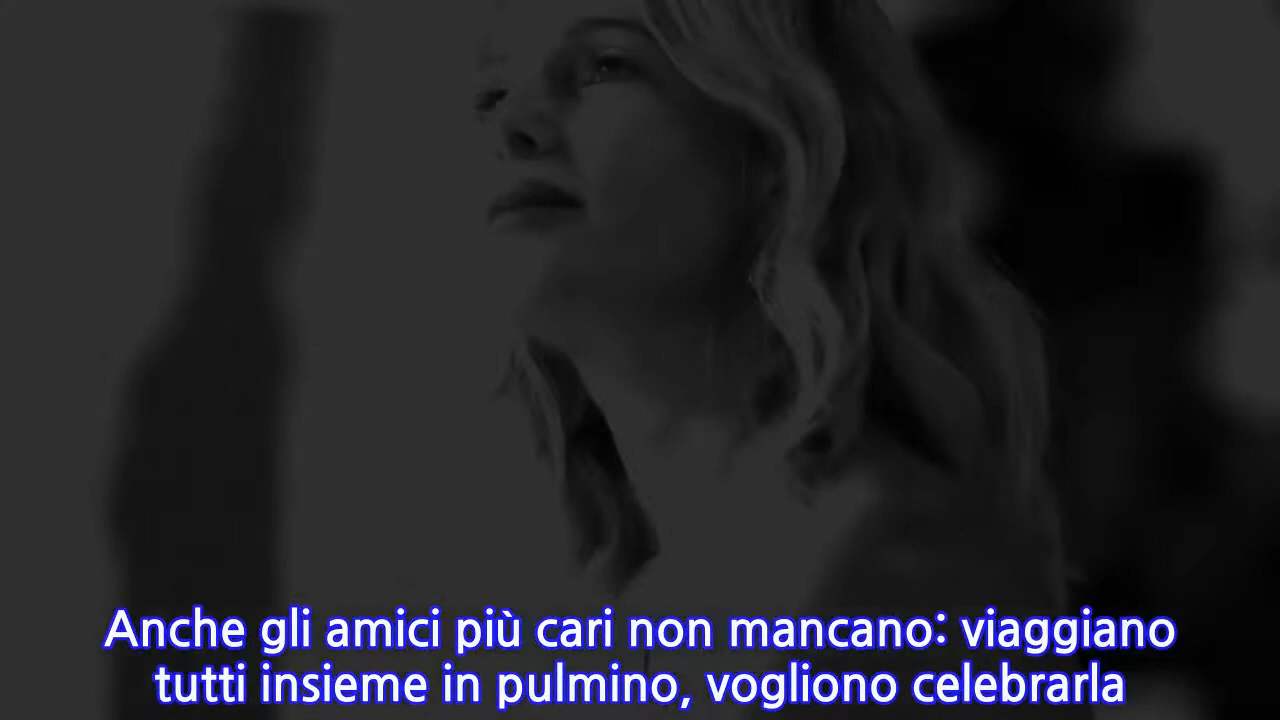 Anche gli amici più cari non mancano: viaggiano
tutti insieme in pulmino, vogliono celebrarla